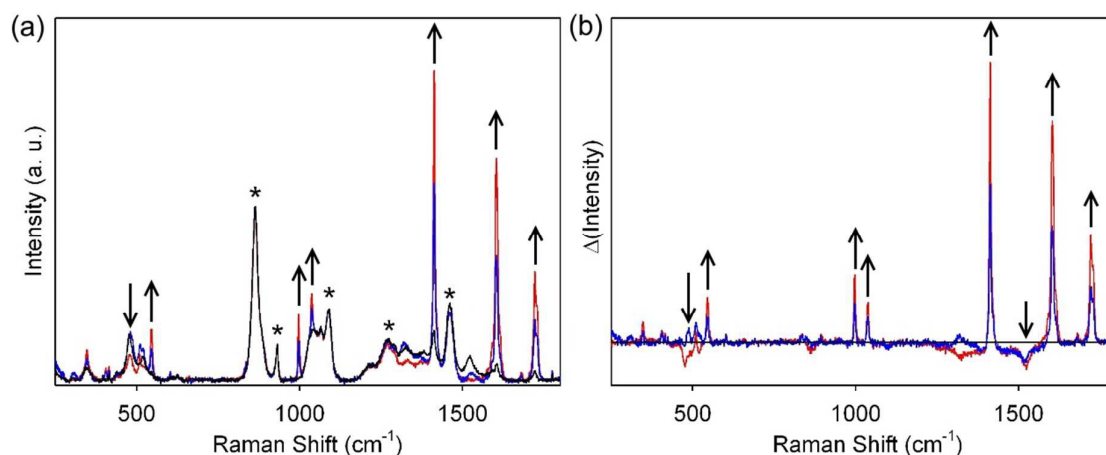 (a)
Intensity (a. u.)
*
*
*
*
*
500
1000
1500
Raman Shift (cm⁻¹)
(b)
Δ(Intensity)
500
1000
1500
Raman Shift (cm⁻¹)